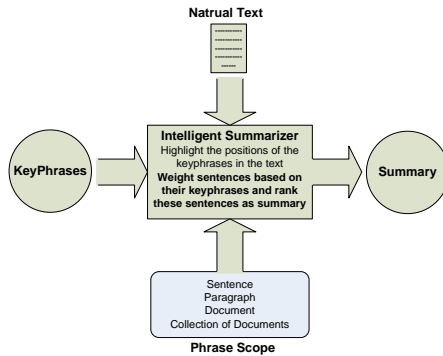 Natrual Text
Intelligent Summarizer
Highlight the positions of the
keyphrases in the text
Weight sentences based on
their keyphrases and rank
these sentences as summary
KeyPhrases
Summary
Sentence
Paragraph
Document
Collection of Documents
Phrase Scope